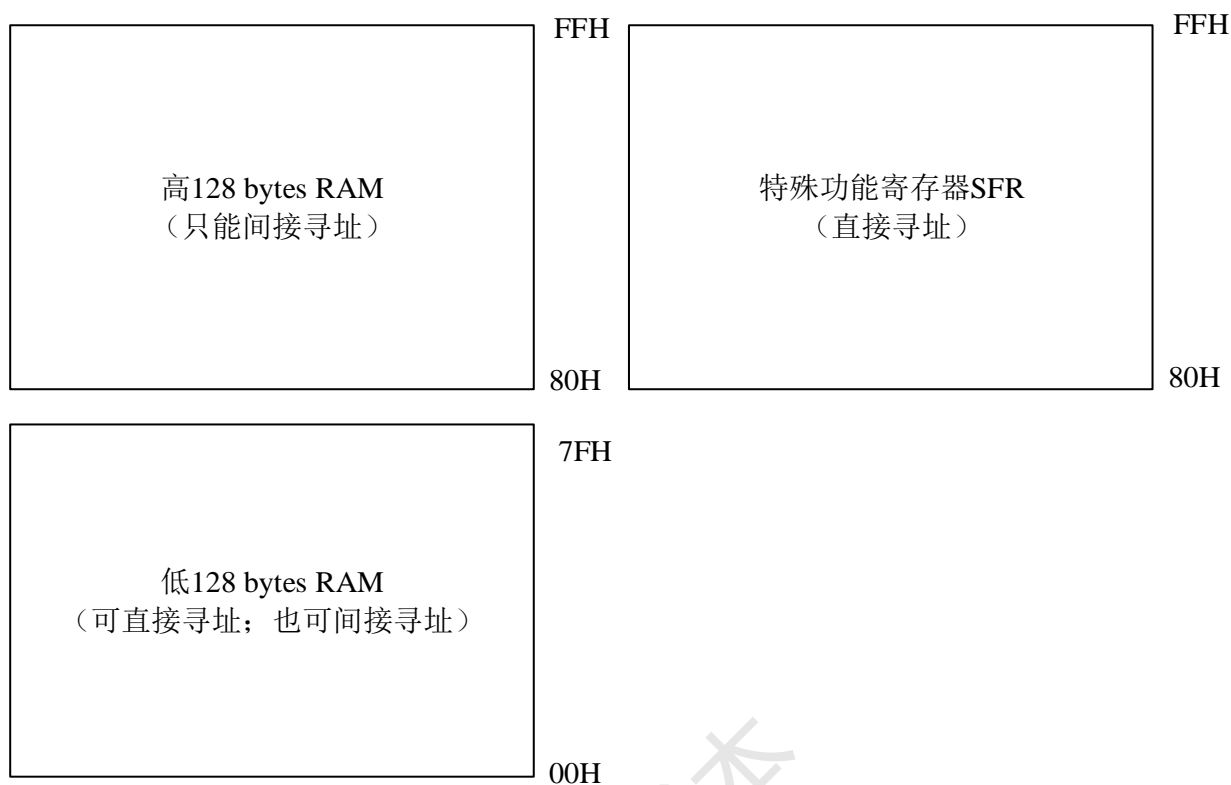 FFH
FFH
高128 bytes RAM
（只能间接寻址）
特殊功能寄存器SFR
（直接寻址）
80H
80H
7FH
低128 bytes RAM
（可直接寻址；也可间接寻址）
00H
本